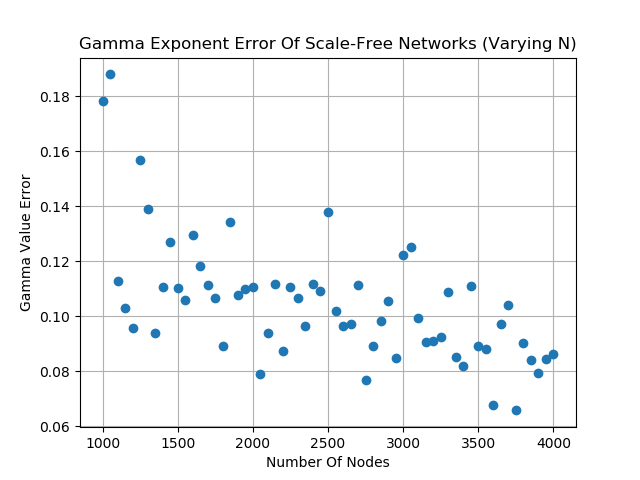 Gamma Exponent Error Of Scale-Free Networks (Varying N)
0.18
0.16
0.14
0.12
0.10
0.08
0.06
Gamma Value Error
1000 1500 2000 2500 3000 3500 4000
Number Of Nodes